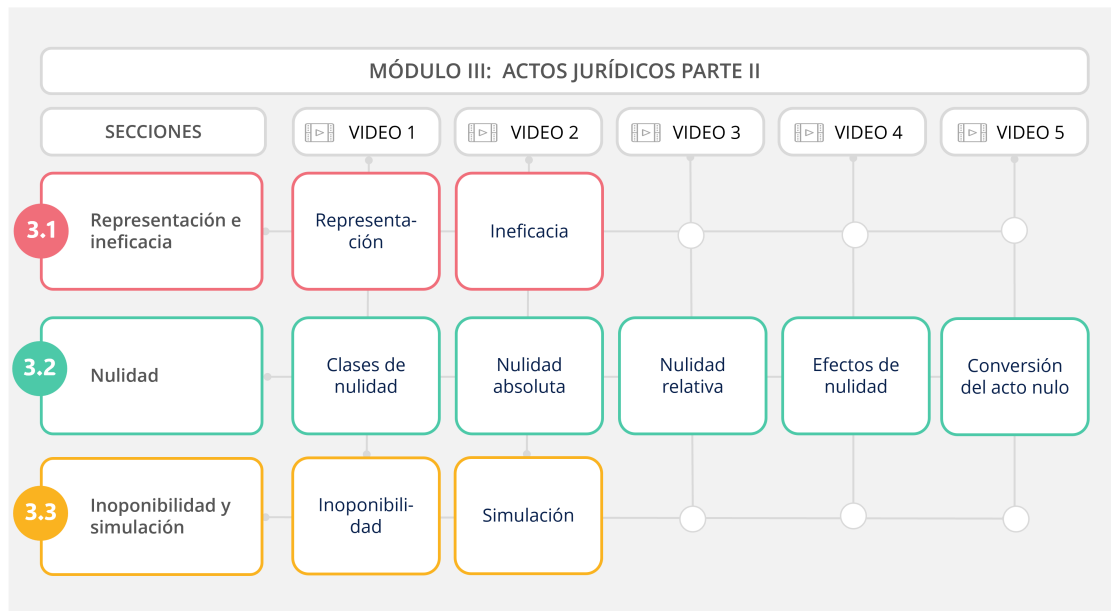 MÓDULO III:  ACTOS JURÍDICOS PARTE II
SECCIONES
VIDEO 1
VIDEO 2
VIDEO 3
VIDEO 4
VIDEO 5
3.1
Representación e
ineficacia
Representa-
ción
Ineficacia
3.2
Nulidad
Clases de
nulidad
Nulidad
absoluta
Nulidad
relativa
Efectos de
nulidad
Conversión
del acto nulo
3.3
Inoponibilidad y
simulación
Inoponibili-
dad
Simulación